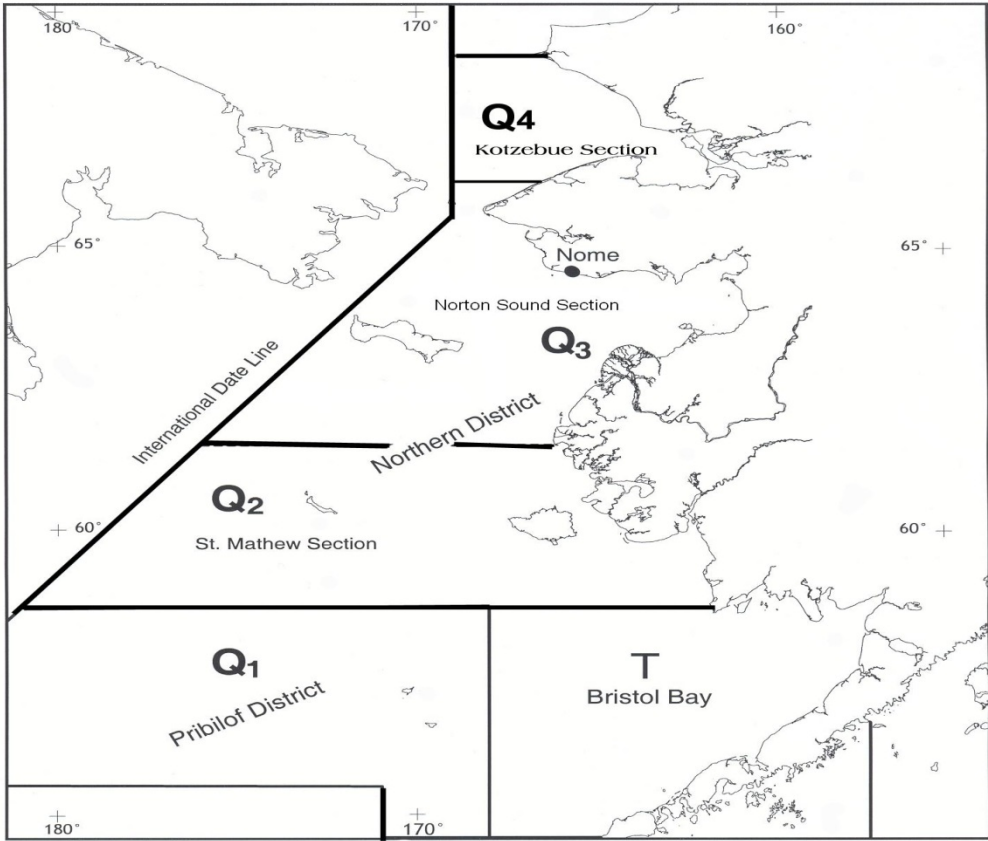 180°
170°
160°
Q4
Kotzebue Section
65°
65°
Nome
Norton Sound Section
Q3
International Date Line
Northern District
Q2
60°
60°
St. Mathew Section
Q1
T
Bristol Bay
Pribilof District
180°
170°
160°